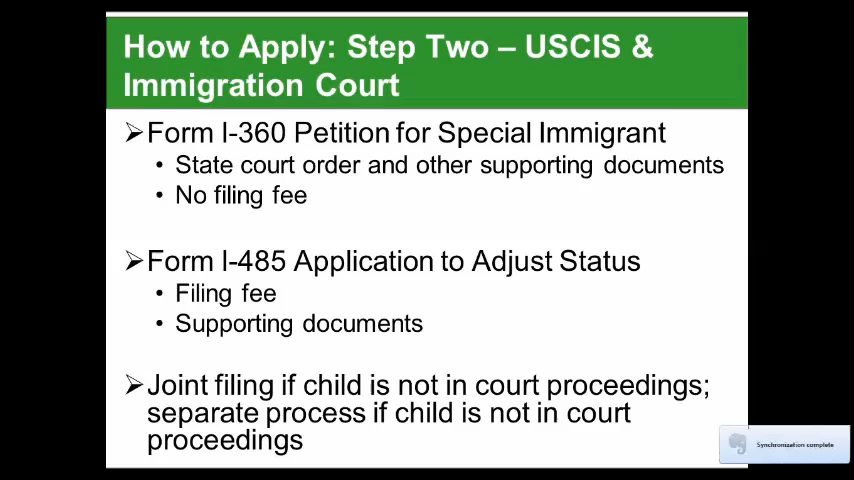 How to Apply: Step Two – USCIS &
Immigration Court
➢Form I-360 Petition for Special Immigrant
• State court order and other supporting documents
• No filing fee
➢Form I-485 Application to Adjust Status
• Filing fee
• Supporting documents
➢Joint filing if child is not in court proceedings;
separate process if child is not in court
proceedings
Synchronization complete